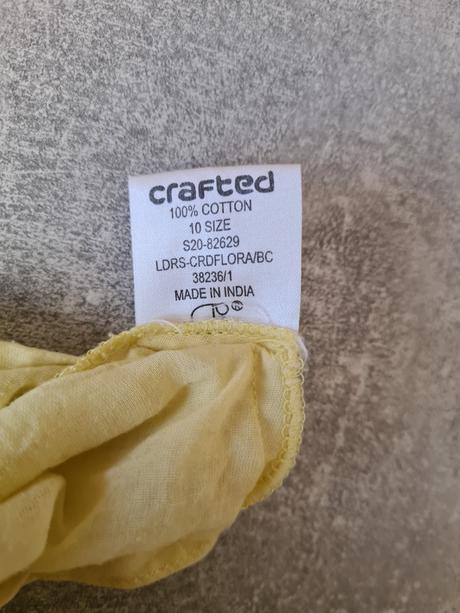 crafted
100% COTTON
10 SIZE
S20-82629
LDRS-CRDFLORA/BC
38236/1
MADE IN INDIA